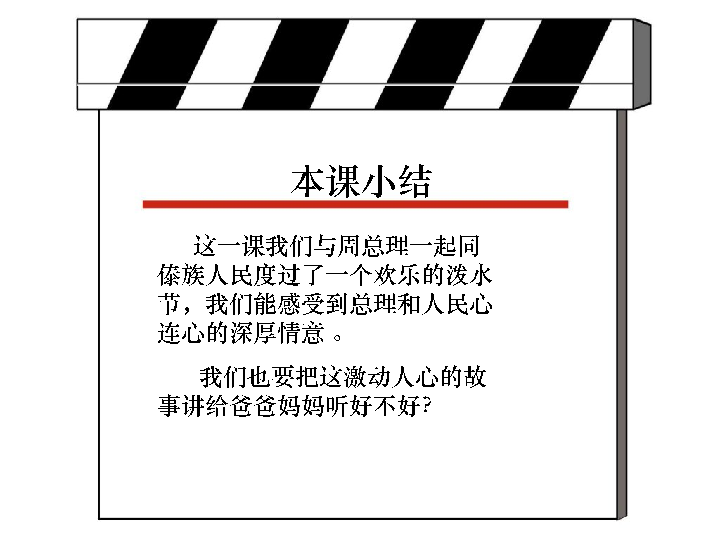 本课小结
这一课我们与周总理一起同
傣族人民度过了一个欢乐的泼水
节，我们能感受到总理和人民心
连心的深厚情意 。
我们也要把这激动人心的故
事讲给爸爸妈妈听好不好?